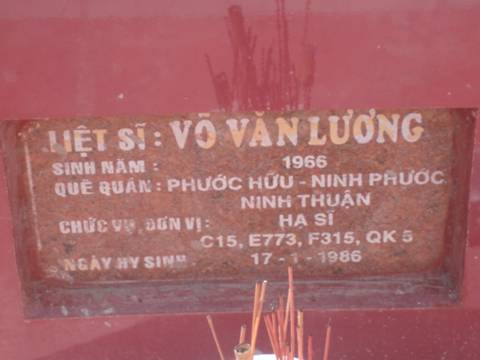 LIỆT SĨ : VÕ VĂN LƯƠNG
SINH NĂM : 1966
QUÊ QUÁN : PHƯỚC HỮU - NINH PHƯỚC
NINH THUẬN
CHỨC VỤ, ĐƠN VỊ : HẠ SĨ
C15, E773, F315, QK 5
NGÀY HY SINH 17 - 1 - 1986